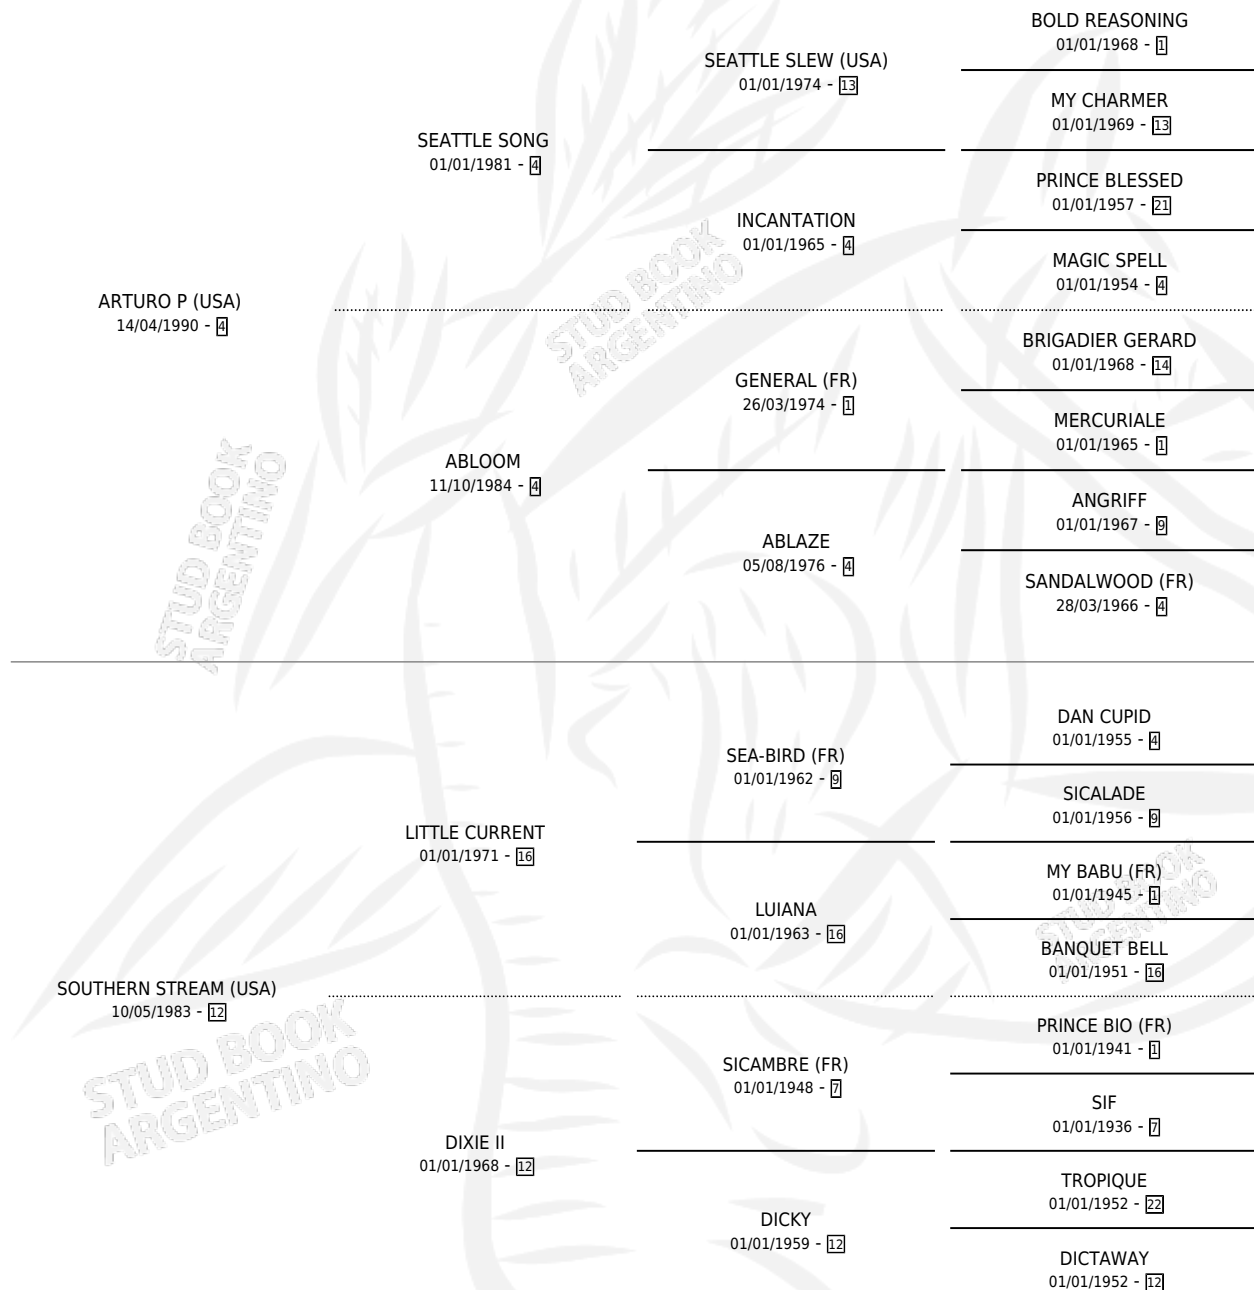 BOLD REASONING
01/01/1968 - 1
SEATTLE SLEW (USA)
01/01/1974 - 13
MY CHARMER
01/01/1969 - 13
SEATTLE SONG
01/01/1981 - 4
PRINCE BLESSED
01/01/1957 - 21
INCANTATION
01/01/1965 - 4
MAGIC SPELL
01/01/1954 - 4
ARTURO P (USA)
14/04/1990 - 4
BRIGADIER GERARD
01/01/1968 - 14
GENERAL (FR)
26/03/1974 - 1
MERCURIALE
01/01/1965 - 1
ABLOOM
11/10/1984 - 4
ANGRIFF
01/01/1967 - 9
ABLAZE
05/08/1976 - 4
SANDALWOOD (FR)
28/03/1966 - 4
DAN CUPID
01/01/1955 - 4
SEA-BIRD (FR)
01/01/1962 - 9
SICALADE
01/01/1956 - 9
LITTLE CURRENT
01/01/1971 - 16
MY BABU (FR)
01/01/1945 - 1
LUIANA
01/01/1963 - 16
BANQUET BELL
01/01/1951 - 16
SOUTHERN STREAM (USA)
10/05/1983 - 12
PRINCE BIO (FR)
01/01/1941 - 1
SICAMBRE (FR)
01/01/1948 - 7
SIF
01/01/1936 - 7
DIXIE II
01/01/1968 - 12
TROPIQUE
01/01/1952 - 22
DICKY
01/01/1959 - 12
DICTAWAY
01/01/1952 - 12
STUD BOOK
ARGENTINO
STUD BOOK
ARGENTINO
STUD BOOK
ARGENTINO
STUD BOOK
ARGENTINO